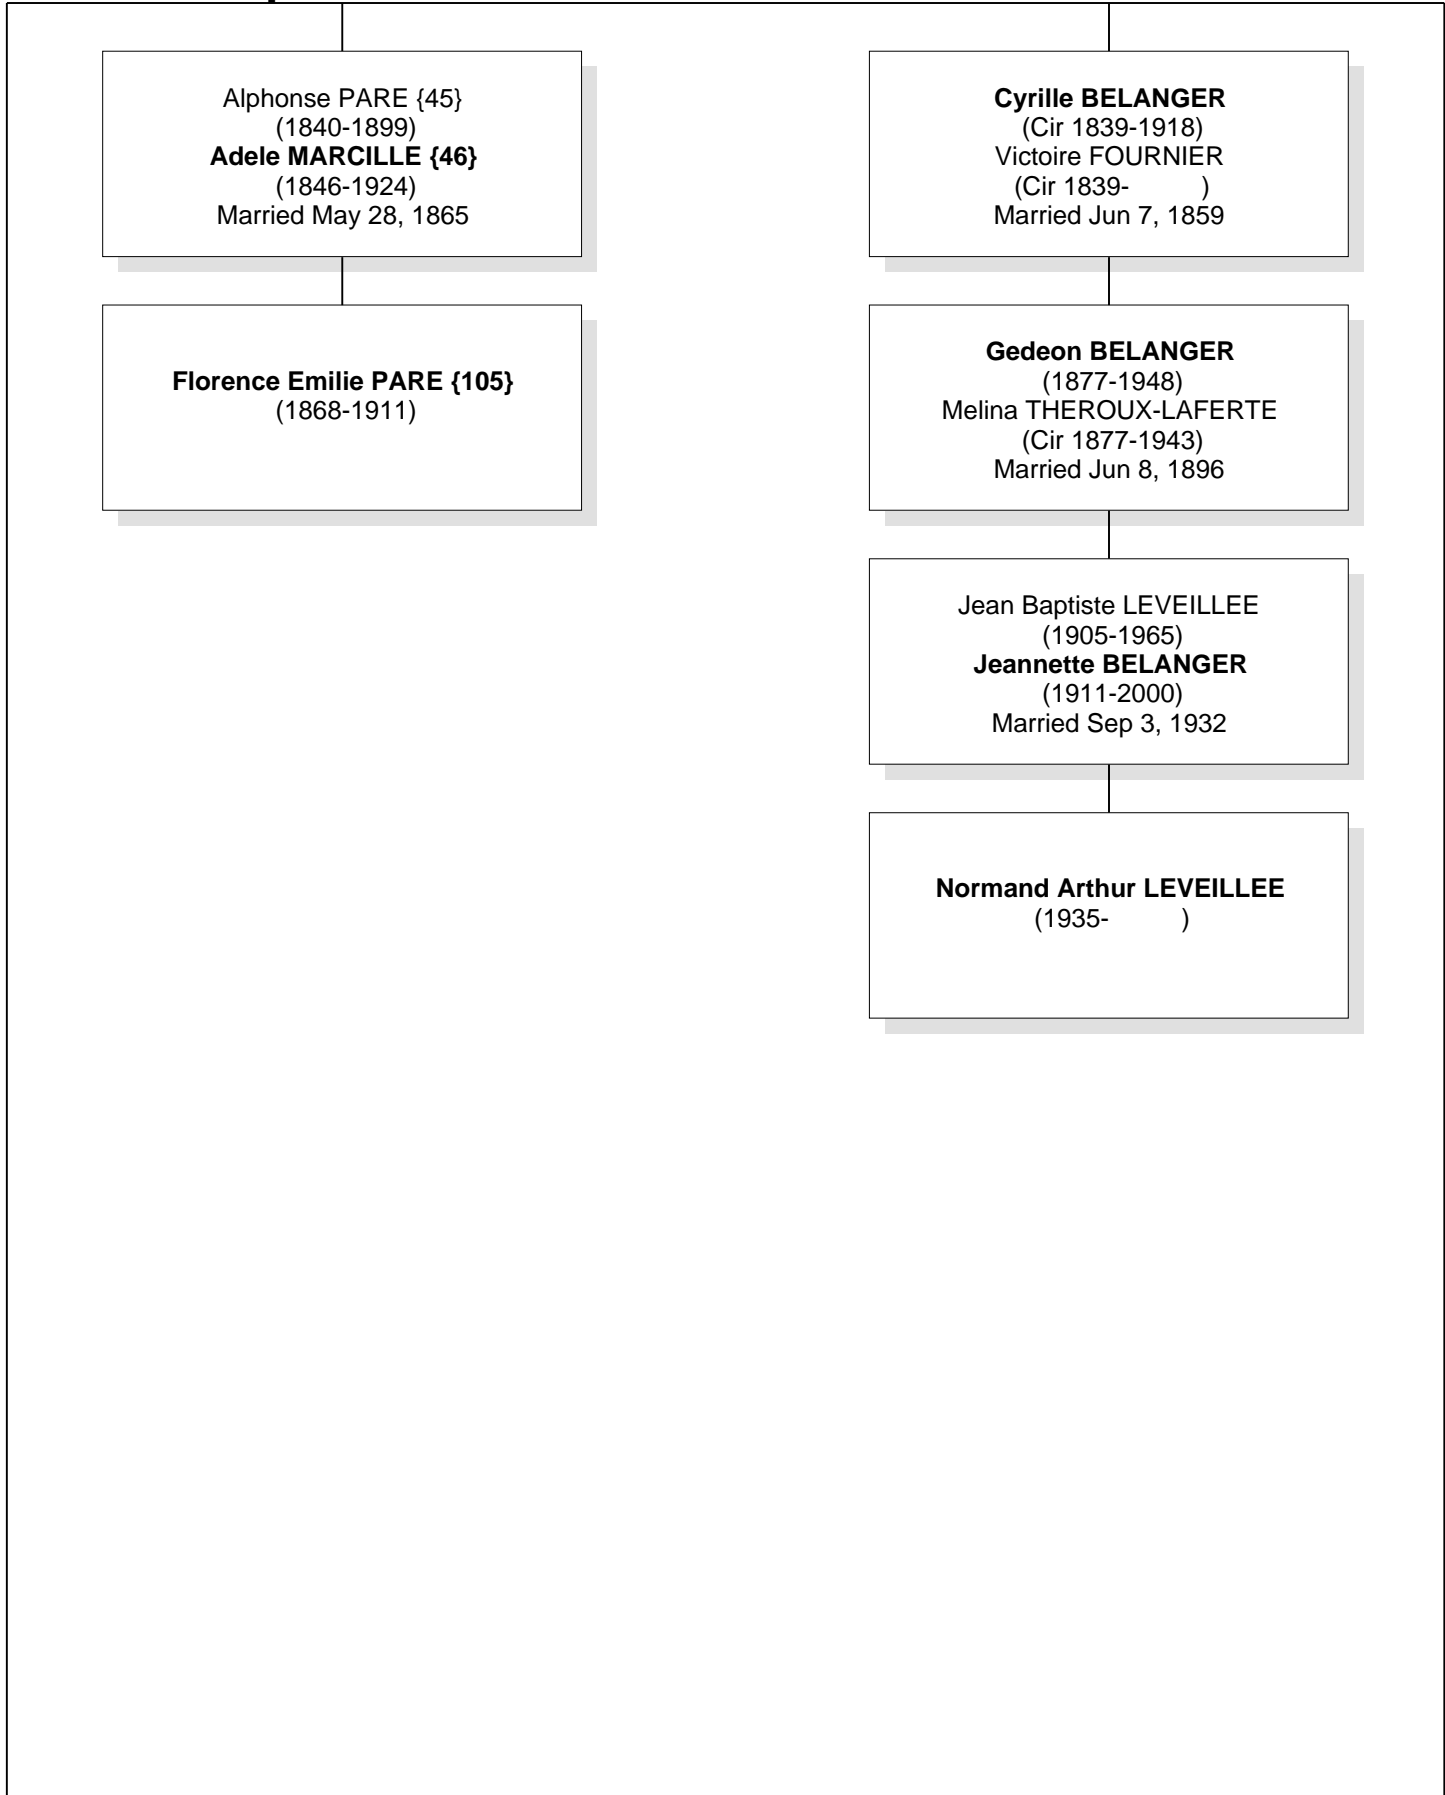 Alphonse PARE {45}
(1840-1899)
Adele MARCILLE {46}
(1846-1924)
Married May 28, 1865
Florence Emilie PARE {105}
(1868-1911)
Cyrille BELANGER
(Cir 1839-1918)
Victoire FOURNIER
(Cir 1839- )
Married Jun 7, 1859
Gedeon BELANGER
(1877-1948)
Melina THEROUX-LAFERTE
(Cir 1877-1943)
Married Jun 8, 1896
Jean Baptiste LEVEILLEE
(1905-1965)
Jeannette BELANGER
(1911-2000)
Married Sep 3, 1932
Normand Arthur LEVEILLEE
(1935- )